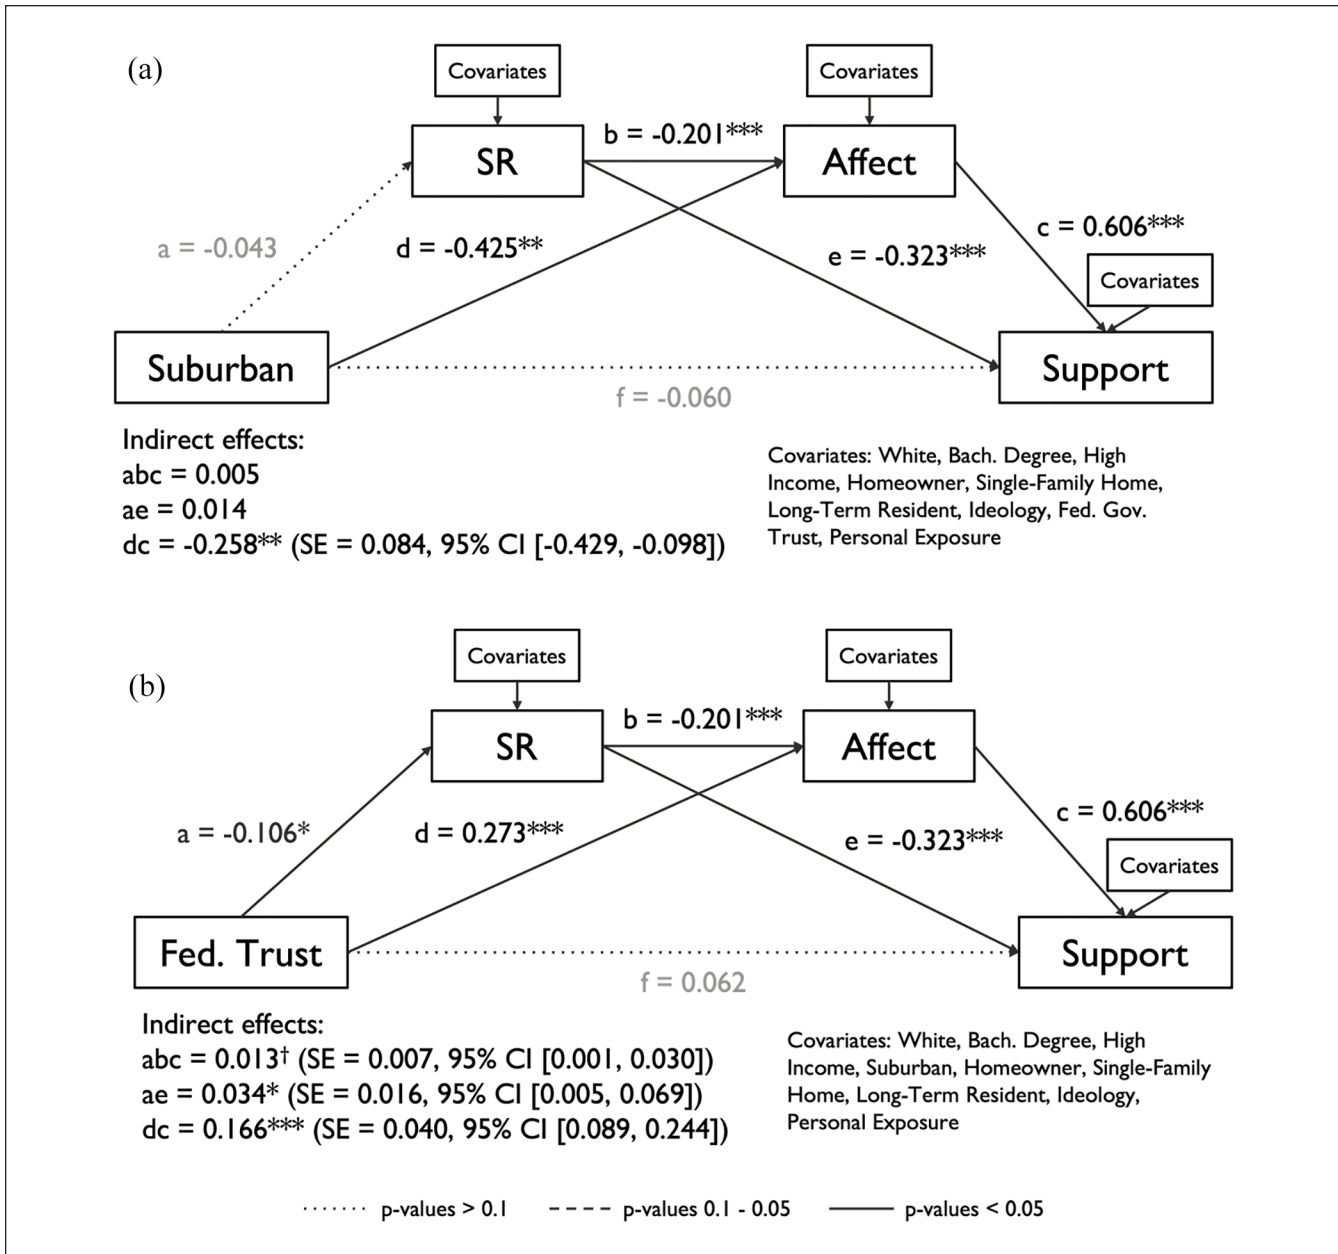 (a)
Covariates
Covariates
SR
b = -0.201***
Affect
a = -0.043
d = -0.425**
e = -0.323***
c = 0.606***
Covariates
Suburban
Support
f = -0.060
Indirect effects:
abc = 0.005
ae = 0.014
dc = -0.258** (SE = 0.084, 95% CI [-0.429, -0.098])
Covariates: White, Bach. Degree, High
Income, Homeowner, Single-Family Home,
Long-Term Resident, Ideology, Fed. Gov.
Trust, Personal Exposure
(b)
Covariates
Covariates
SR
b = -0.201***
Affect
a = -0.106*
d = 0.273***
e = -0.323***
c = 0.606***
Covariates
Fed. Trust
Support
f = 0.062
Indirect effects:
abc = 0.013† (SE = 0.007, 95% CI [0.001, 0.030])
ae = 0.034* (SE = 0.016, 95% CI [0.005, 0.069])
dc = 0.166*** (SE = 0.040, 95% CI [0.089, 0.244])
Covariates: White, Bach. Degree, High
Income, Suburban, Homeowner, Single-Family
Home, Long-Term Resident, Ideology,
Personal Exposure
p-values > 0.1
p-values 0.1 - 0.05
p-values < 0.05